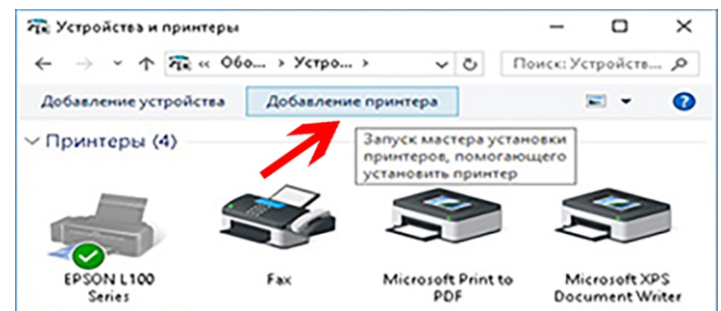 Устройства и принтеры
« Обо... > Устро... >
Поиск: Устройств...
Добавление устройства Добавление принтера
Принтеры (4)
Запуск мастера установки
принтеров, помогающего
установить принтер
EPSON L100
Series
Fax
Microsoft Print to
PDF
Microsoft XPS
Document Writer